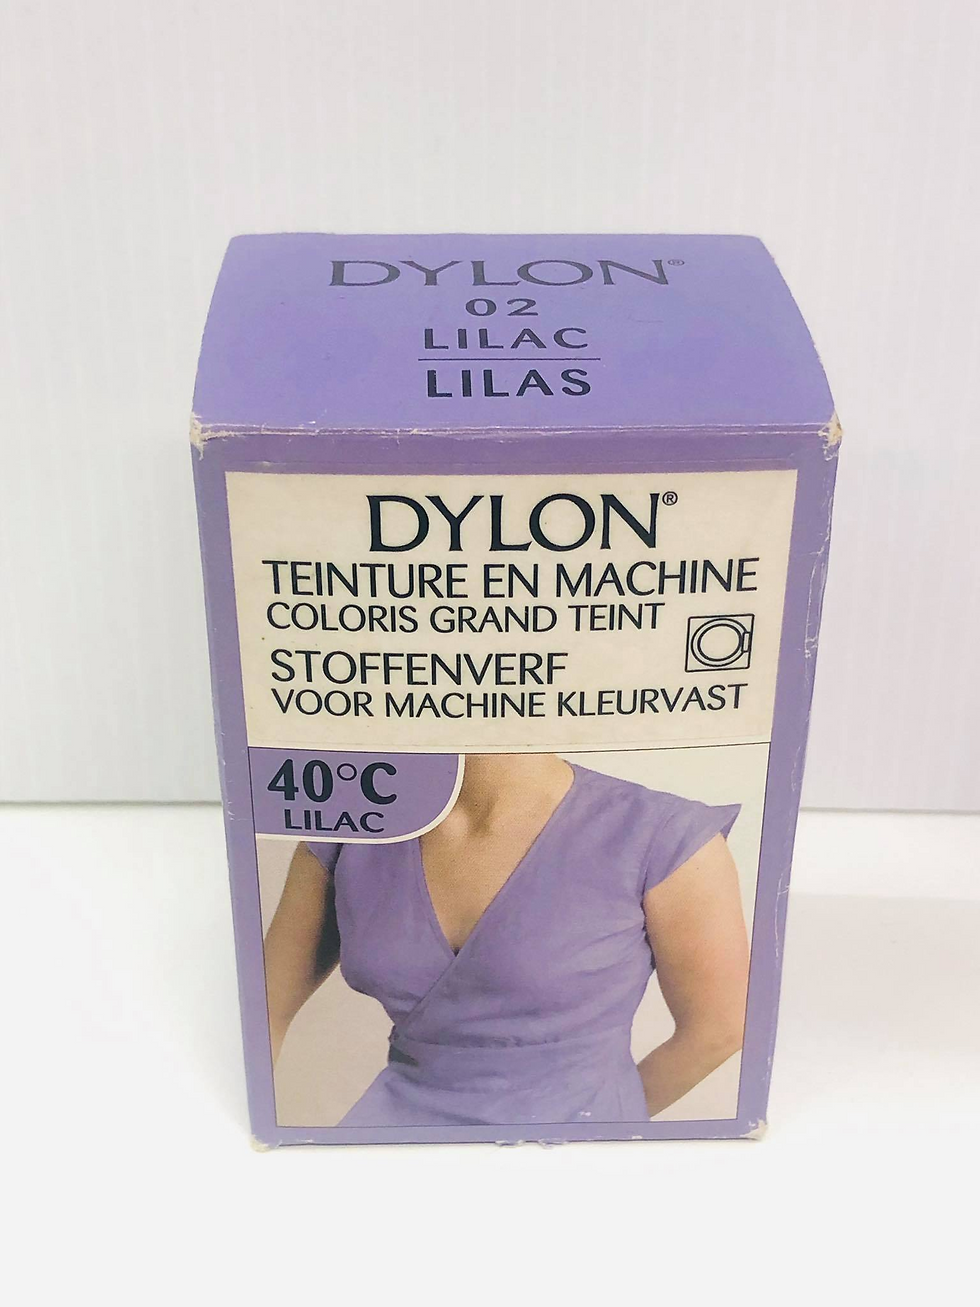 DYLON®
02
LILAC
LILAS
DYLON®
TEINTURE EN MACHINE
COLORIS GRAND TEINT
STOFFENVERF
VOOR MACHINE KLEURVAST
40°C
LILAC